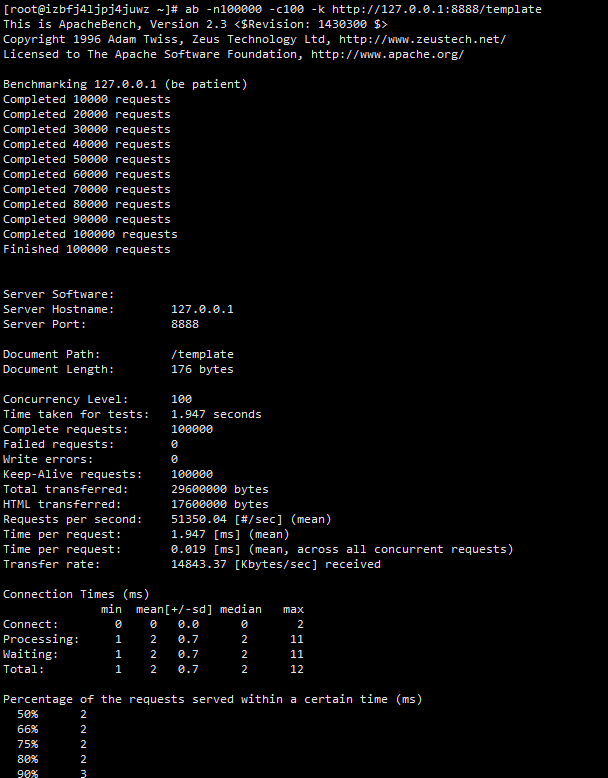 [root@izbfj4ljpj4juwz ~]# ab -n100000 -c100 -k http://127.0.0.1:8888/template
This is ApacheBench, Version 2.3 <$Revision: 1430300 $>
Copyright 1996 Adam Twiss, Zeus Technology Ltd, http://www.zeustech.net/
Licensed to The Apache Software Foundation, http://www.apache.org/

Benchmarking 127.0.0.1 (be patient)
Completed 10000 requests
Completed 20000 requests
Completed 30000 requests
Completed 40000 requests
Completed 50000 requests
Completed 60000 requests
Completed 70000 requests
Completed 80000 requests
Completed 90000 requests
Completed 100000 requests
Finished 100000 requests


Server Software:
Server Hostname:        127.0.0.1
Server Port:            8888

Document Path:          /template
Document Length:        176 bytes

Concurrency Level:      100
Time taken for tests:   1.947 seconds
Complete requests:      100000
Failed requests:        0
Write errors:           0
Keep-Alive requests:    100000
Total transferred:      29600000 bytes
HTML transferred:       17600000 bytes
Requests per second:    51350.04 [#/sec] (mean)
Time per request:       1.947 [ms] (mean)
Time per request:       0.019 [ms] (mean, across all concurrent requests)
Transfer rate:          14843.37 [Kbytes/sec] received

Connection Times (ms)
              min  mean[+/-sd] median   max
Connect:        0    0   0.0      0       2
Processing:     1    2   0.7      2      11
Waiting:        1    2   0.7      2      11
Total:          1    2   0.7      2      12

Percentage of the requests served within a certain time (ms)
  50%      2
  66%      2
  75%      2
  80%      2
  90%      3